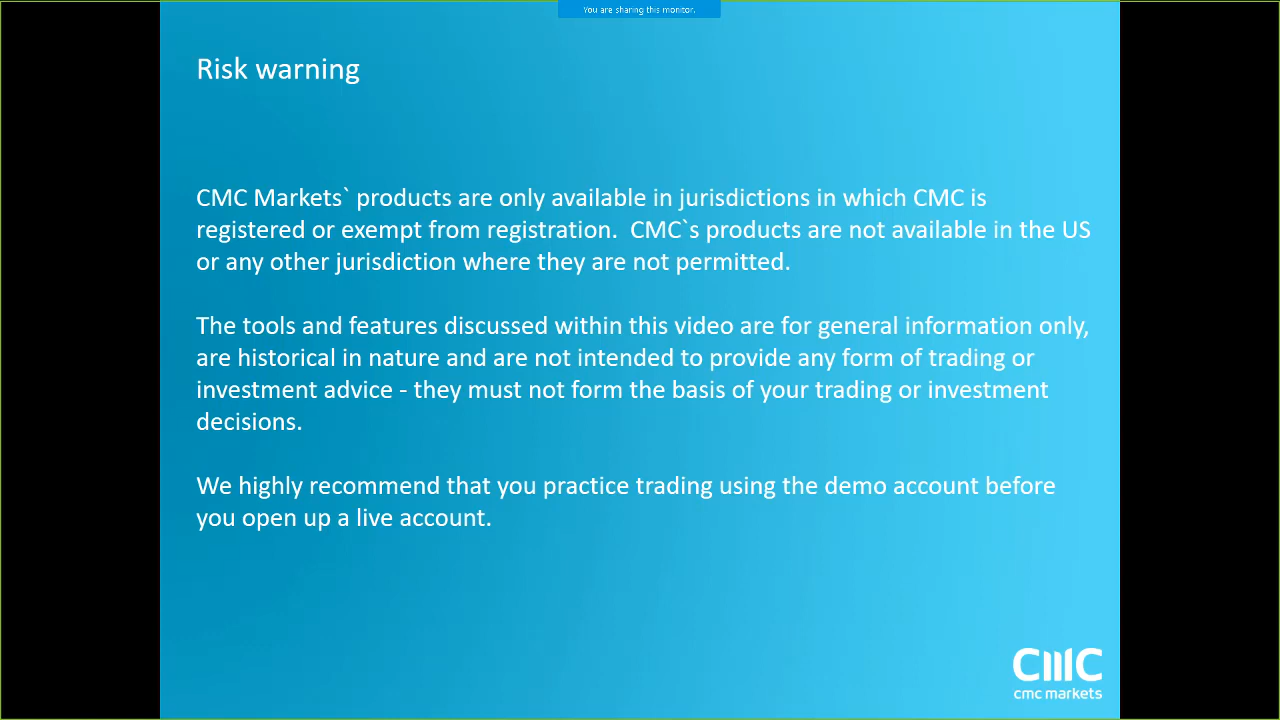 You are sharing this monitor.
Risk warning
CMC Markets` products are only available in jurisdictions in which CMC is
registered or exempt from registration.  CMC`s products are not available in the US
or any other jurisdiction where they are not permitted.
The tools and features discussed within this video are for general information only,
are historical in nature and are not intended to provide any form of trading or
investment advice - they must not form the basis of your trading or investment
decisions.
We highly recommend that you practice trading using the demo account before
you open up a live account.
CMC
cmc markets